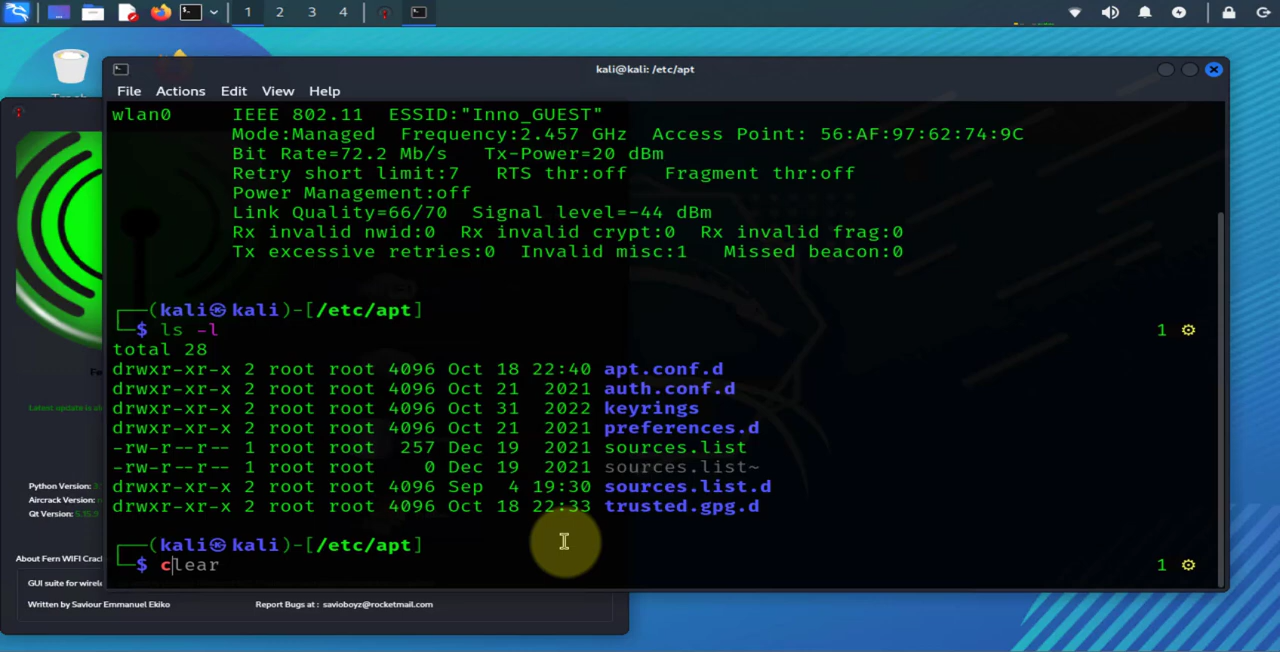 1 2 3 4
kali@kali: /etc/apt
File Actions Edit View Help
wlan0 IEEE 802.11 ESSID:"Inno_GUEST"
Mode:Managed Frequency:2.457 GHz Access Point: 56:AF:97:62:74:9C
Bit Rate=72.2 Mb/s Tx-Power=20 dBm
Retry short limit:7 RTS thr:off Fragment thr:off
Power Management:off
Link Quality=66/70 Signal level=-44 dBm
Rx invalid nwid:0 Rx invalid crypt:0 Rx invalid frag:0
Tx excessive retries:0 Invalid misc:1 Missed beacon:0
┌──(kali㉿kali)-[/etc/apt]
└─$ ls -l 1
total 28
drwxr-xr-x 2 root root 4096 Oct 18 22:40 apt.conf.d
drwxr-xr-x 2 root root 4096 Oct 21 2021 auth.conf.d
drwxr-xr-x 2 root root 4096 Oct 31 2022 keyrings
drwxr-xr-x 2 root root 4096 Oct 21 2021 preferences.d
-rw-r--r-- 1 root root 257 Dec 19 2021 sources.list
-rw-r--r-- 1 root root 0 Dec 19 2021 sources.list~
drwxr-xr-x 2 root root 4096 Sep 4 19:30 sources.list.d
drwxr-xr-x 2 root root 4096 Oct 18 22:33 trusted.gpg.d
┌──(kali㉿kali)-[/etc/apt]
└─$ clear 1
Latest update is
Python Version:
Aircrack Version:
Qt Version: 5.15.9
About Fern WIFI
GUI suite for
Written by Saviour Emmanuel Ekiko Report Bugs at : savioboyz@rocketmail.com